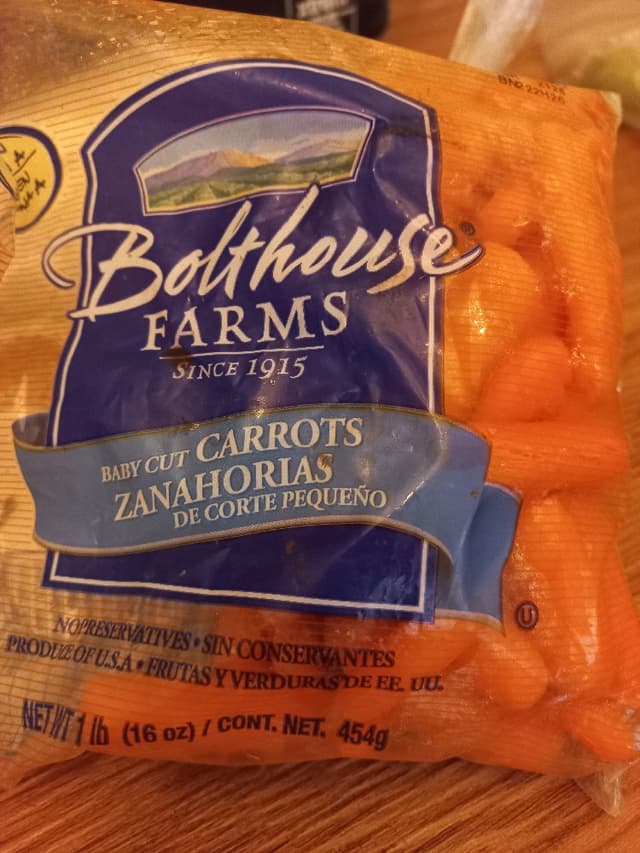 Bolthouse®
FARMS
SINCE 1915
BABY CUT CARROTS
ZANAHORIAS
DE CORTE PEQUEÑO
U
NO PRESERVATIVES • SIN CONSERVANTES
PRODUCE OF U.S.A • FRUTAS Y VERDURAS DE EE. UU.
NET WT 1 lb (16 oz) / CONT. NET. 454g